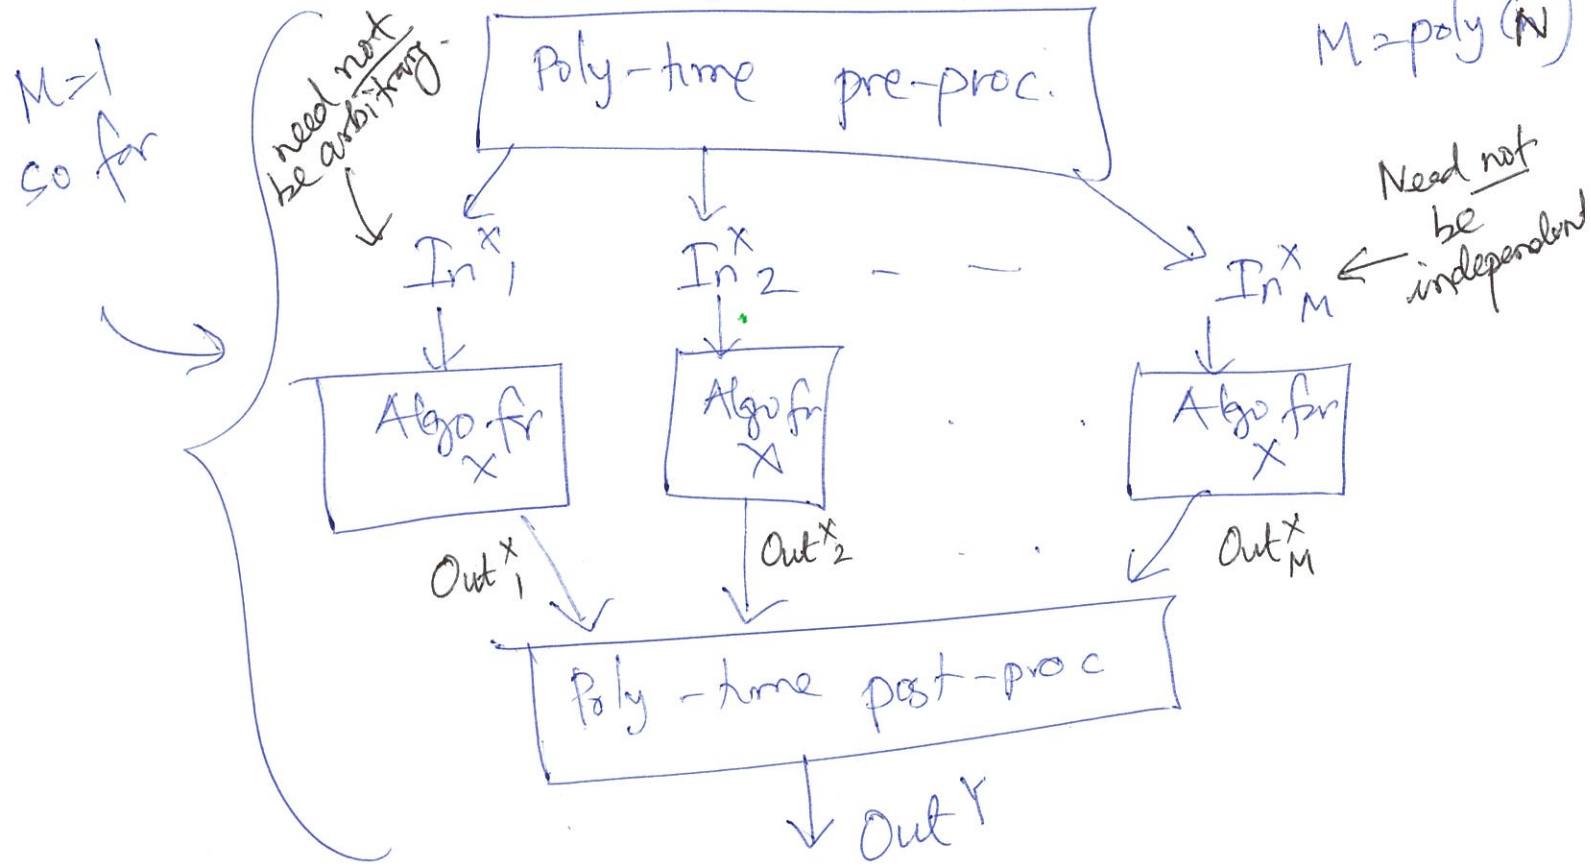 M=1
so far
need not
be arbitrary.
Poly-time pre-proc.
M=poly(N)
Need not
be
independent
In^X_1
In^X_2
In^X_M
Algo for
X
Algo for
X
Algo for
X
Out^X_1
Out^X_2
Out^X_M
Poly-time post-proc
Out^Y